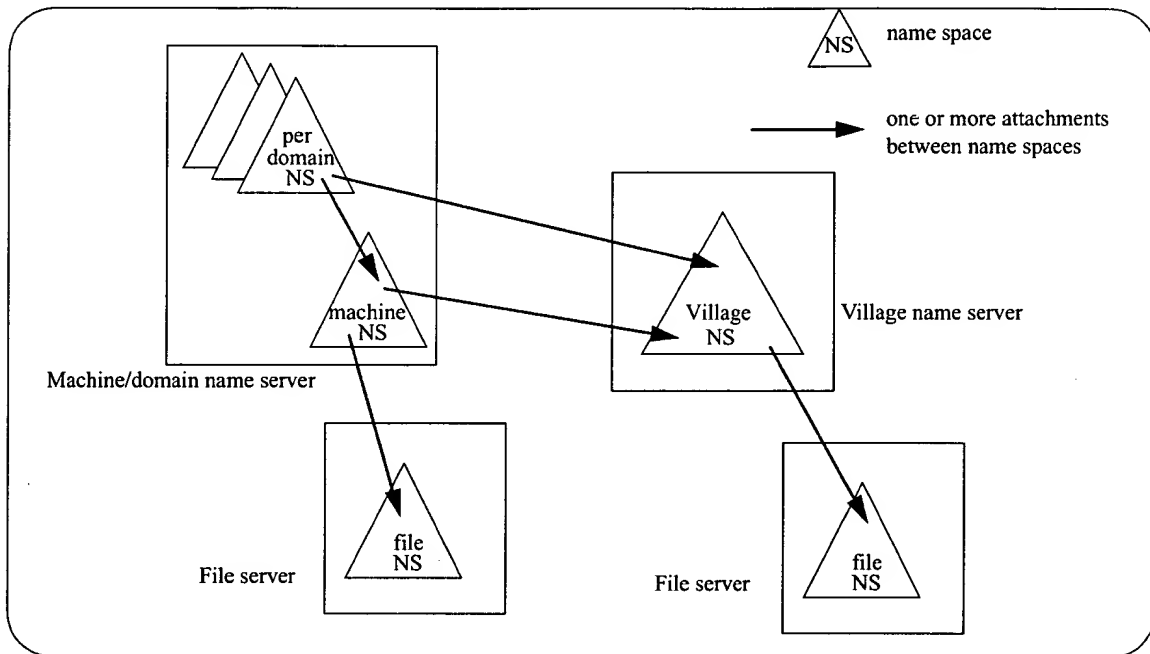 NS
name space
one or more attachments
between name spaces
per
domain
NS
machine
NS
Machine/domain name server
Village
NS
Village name server
file
NS
File server
file
NS
File server